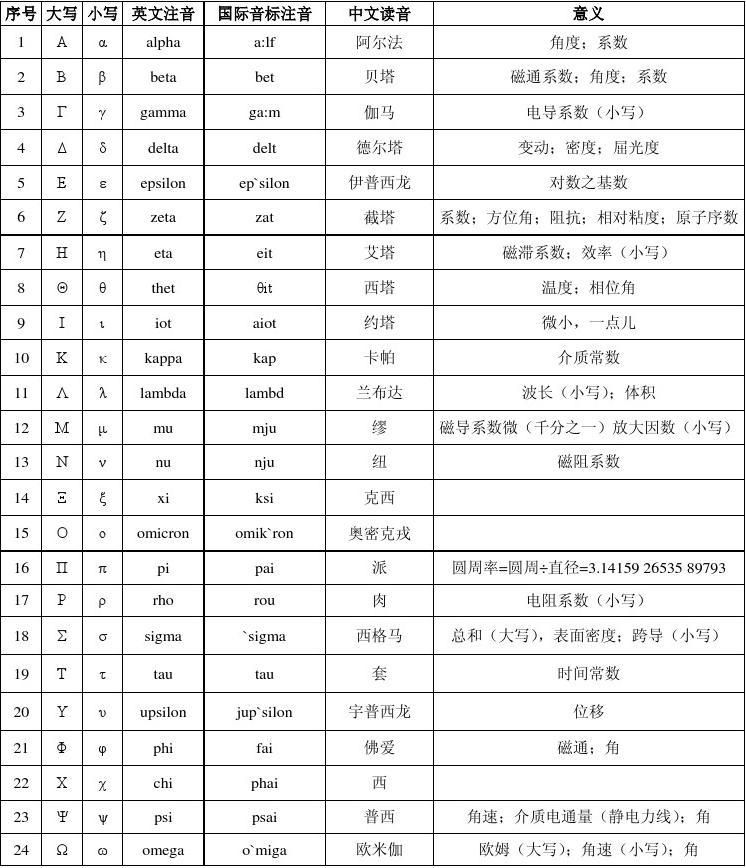 序号 大写 小写 英文注音 国际音标注音 中文读音 意义
1 Α α alpha a:lf 阿尔法 角度；系数
2 Β β beta bet 贝塔 磁通系数；角度；系数
3 Γ γ gamma ga:m 伽马 电导系数（小写）
4 Δ δ delta delt 德尔塔 变动；密度；屈光度
5 Ε ε epsilon ep`silon 伊普西龙 对数之基数
6 Ζ ζ zeta zat 截塔 系数；方位角；阻抗；相对粘度；原子序数
7 Η η eta eit 艾塔 磁滞系数；效率（小写）
8 Θ θ thet θit 西塔 温度；相位角
9 Ι ι iot aiot 约塔 微小，一点儿
10 Κ κ kappa kap 卡帕 介质常数
11 Λ λ lambda lambd 兰布达 波长（小写）；体积
12 Μ μ mu mju 缪 磁导系数微（千分之一）放大因数（小写）
13 Ν ν nu nju 纽 磁阻系数
14 Ξ ξ xi ksi 克西
15 Ο ο omicron omik`ron 奥密克戎
16 Π π pi pai 派 圆周率=圆周÷直径=3.14159 26535 89793
17 Ρ ρ rho rou 肉 电阻系数（小写）
18 Σ σ sigma `sigma 西格马 总和（大写），表面密度；跨导（小写）
19 Τ τ tau tau 套 时间常数
20 Υ υ upsilon jup`silon 宇普西龙 位移
21 Φ φ phi fai 佛爱 磁通；角
22 Χ χ chi phai 西
23 Ψ ψ psi psai 普西 角速；介质电通量（静电力线）；角
24 Ω ω omega o`miga 欧米伽 欧姆（大写）；角速（小写）；角